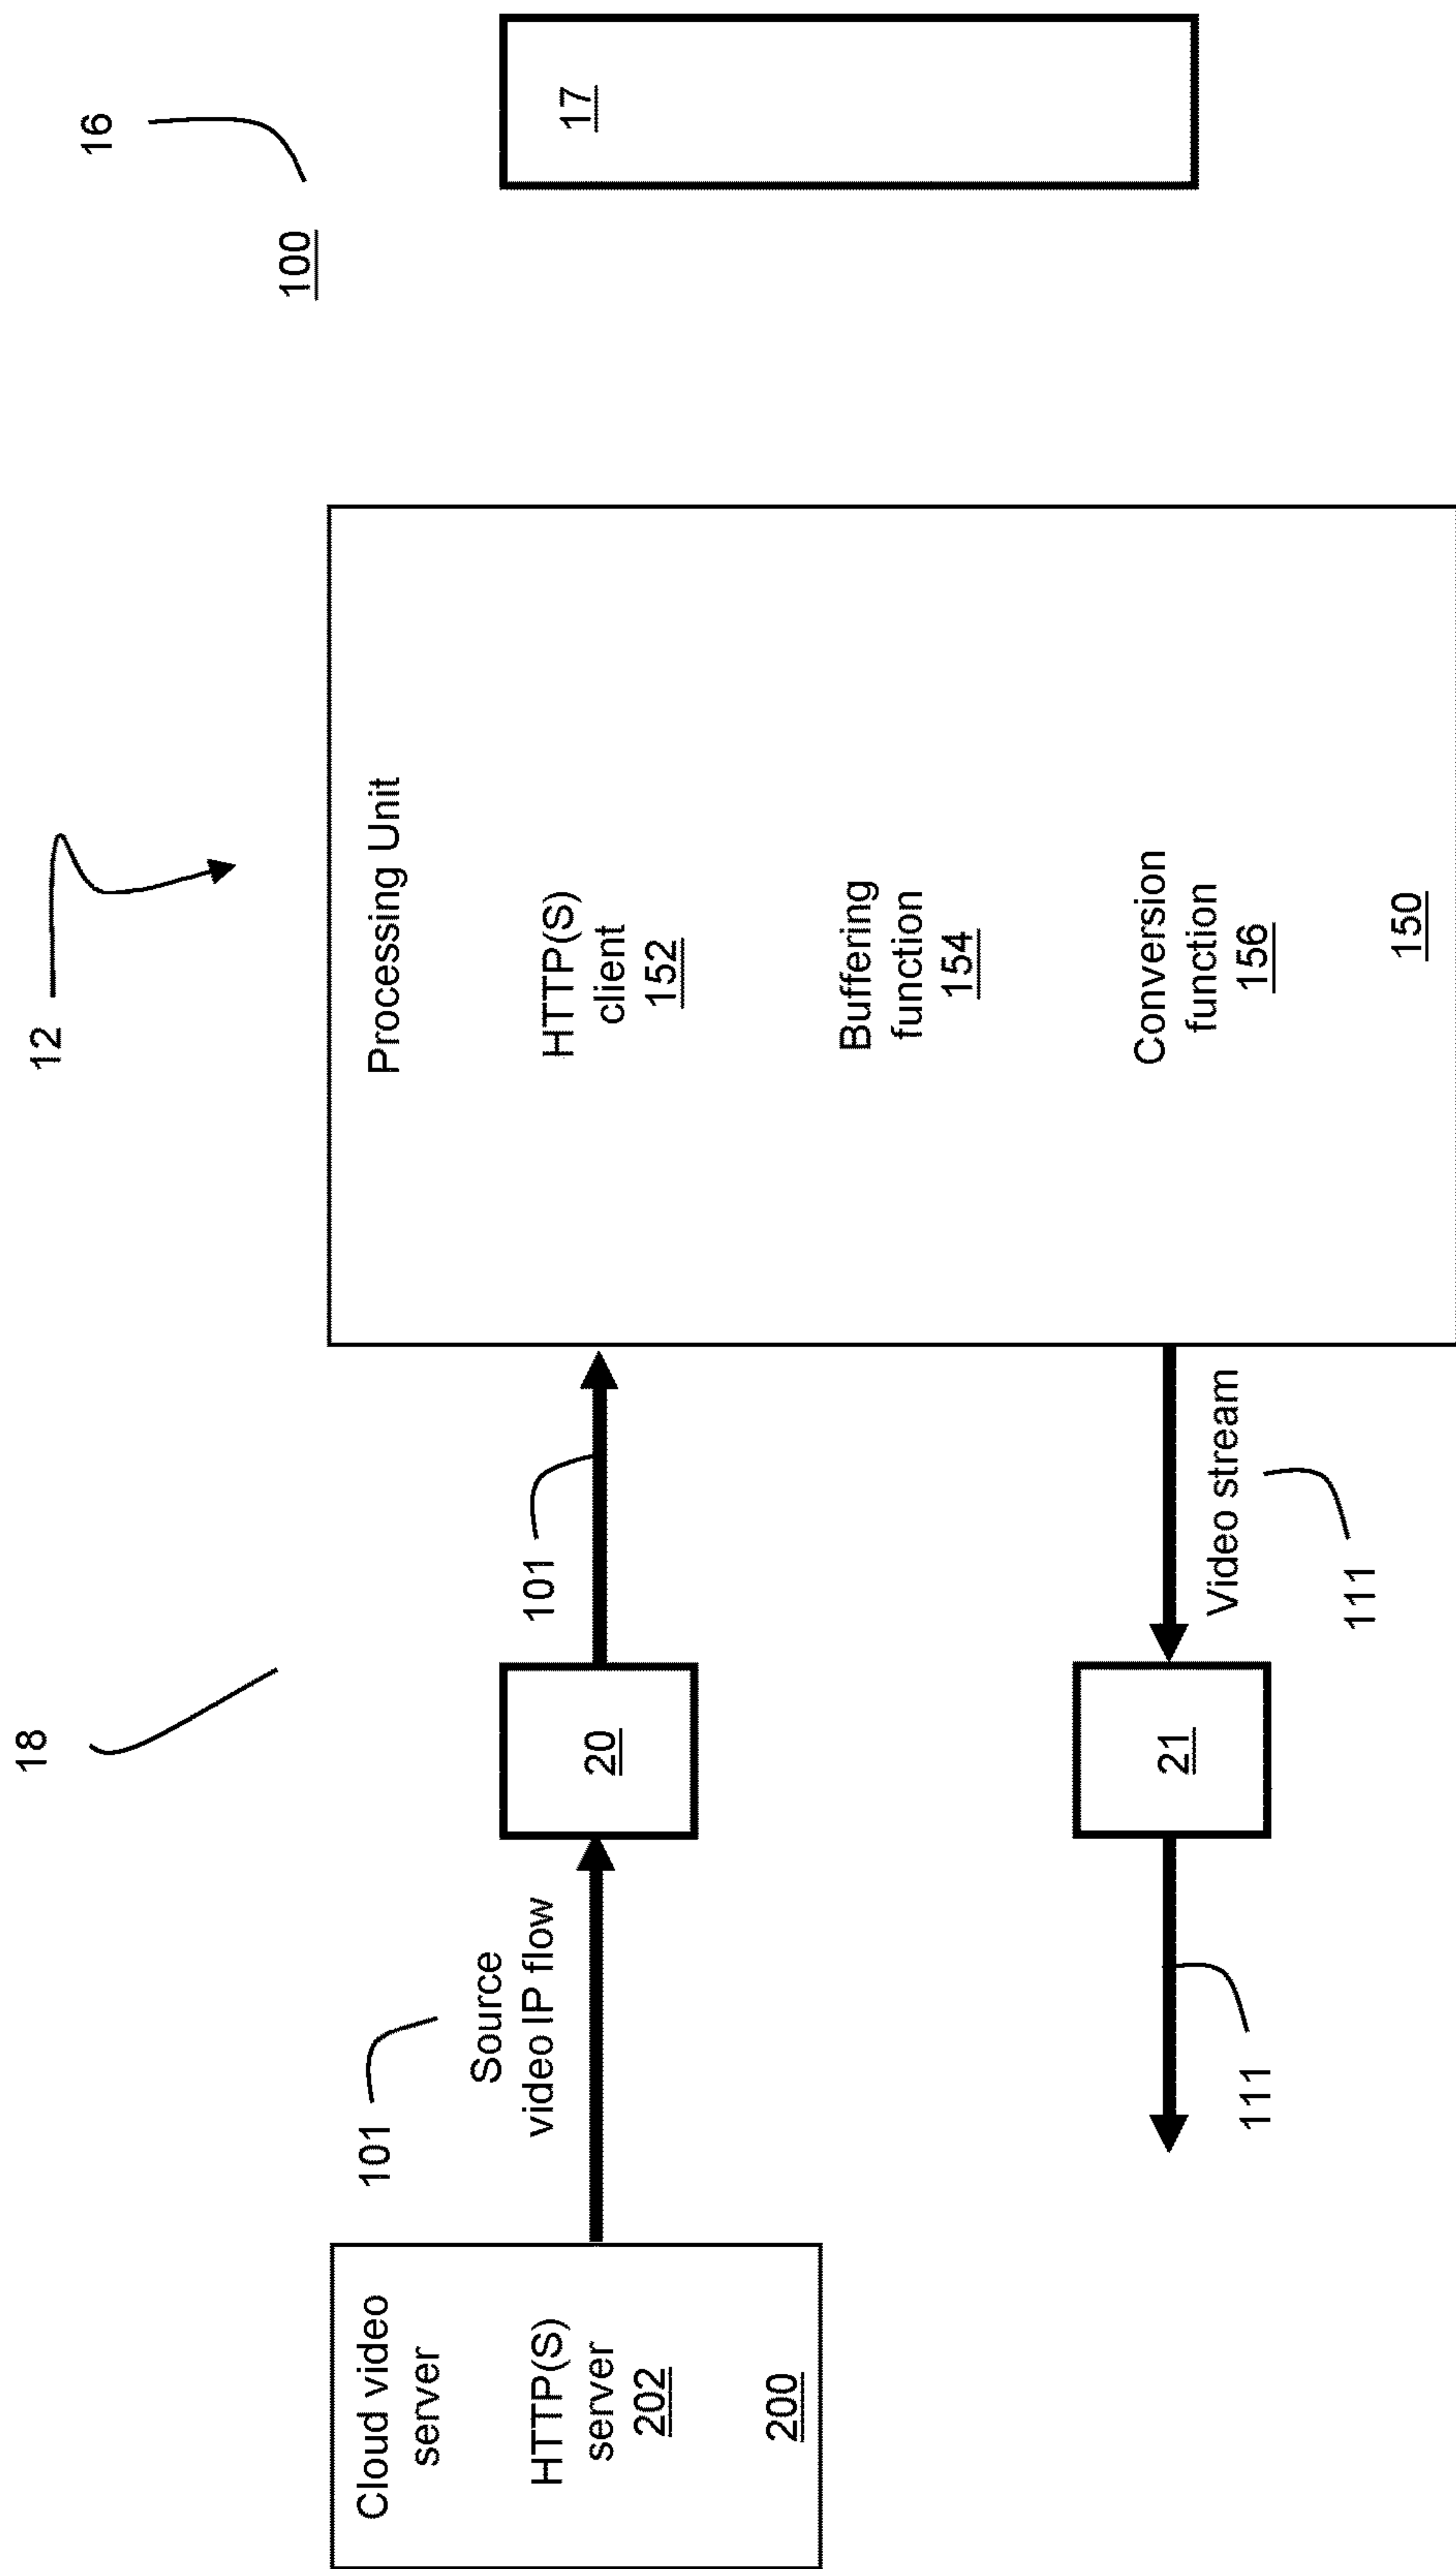 16
100
17
12
Processing Unit
HTTP(S)
client
152
Buffering
function
154
Conversion
function
156
150
18
101
20
Video stream
111
21
101
Source
video IP flow
111
Cloud video
server
HTTP(S)
server
202
200